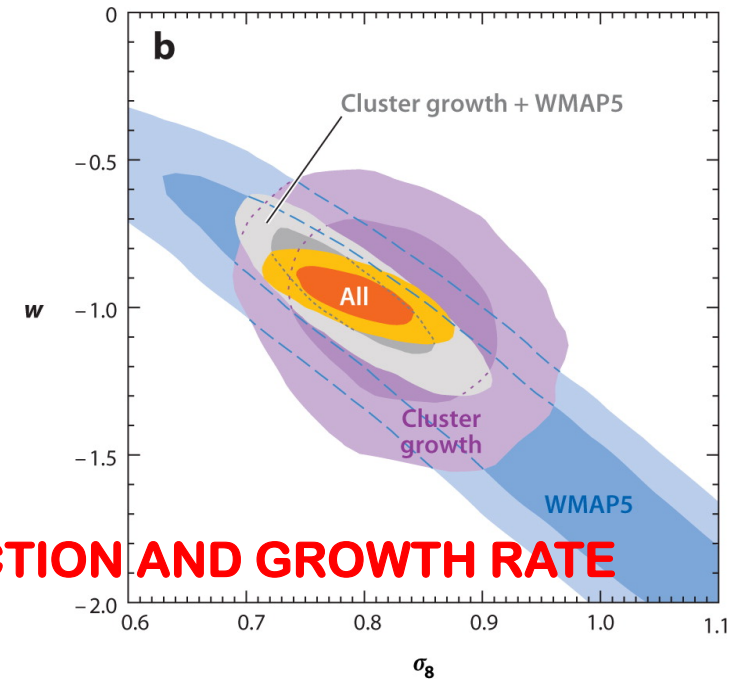 b
Cluster growth + WMAP5
All
Cluster
growth
WMAP5
AND GROWTH RATE
w
0
−0.5
−1.0
−1.5
−2.0
0.6 0.7 0.8 0.9 1.0 1.1
σ8